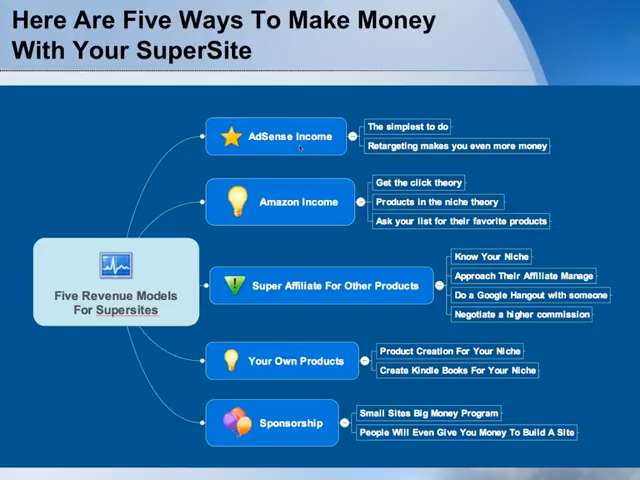 Here Are Five Ways To Make Money
With Your SuperSite
AdSense Income
The simplest to do
Retargeting makes you even more money
Amazon Income
Get the click theory
Products in the niche theory
Ask your list for their favorite products
Five Revenue Models
For Supersites
Super Affiliate For Other Products
Know Your Niche
Approach Their Affiliate Manage
Do a Google Hangout with someone
Negotiate a higher commission
Your Own Products
Product Creation For Your Niche
Create Kindle Books For Your Niche
Sponsorship
Small Sites Big Money Program
People Will Even Give You Money To Build A Site